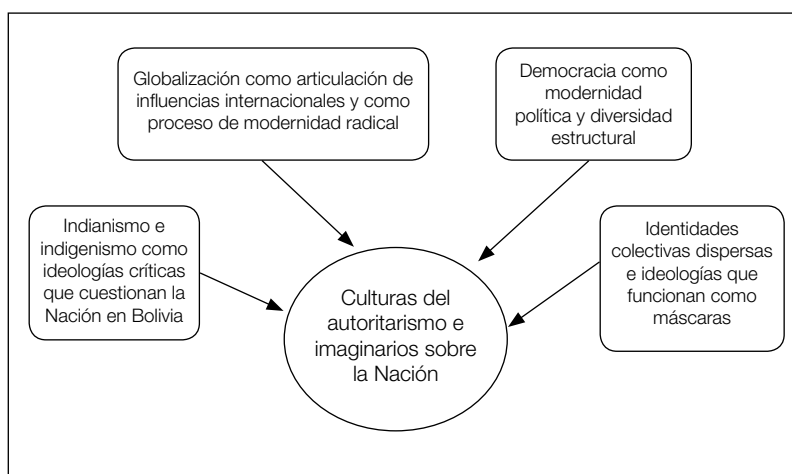 Globalización como articulación de
influencias internacionales y como
proceso de modernidad radical
Democracia como
modernidad
política y diversidad
estructural
Indianismo e
indigenismo como
ideologías críticas
que cuestionan la
Nación en Bolivia
Identidades
colectivas dispersas
e ideologías que
funcionan como
máscaras
Culturas del
autoritarismo e
imaginarios sobre
la Nación